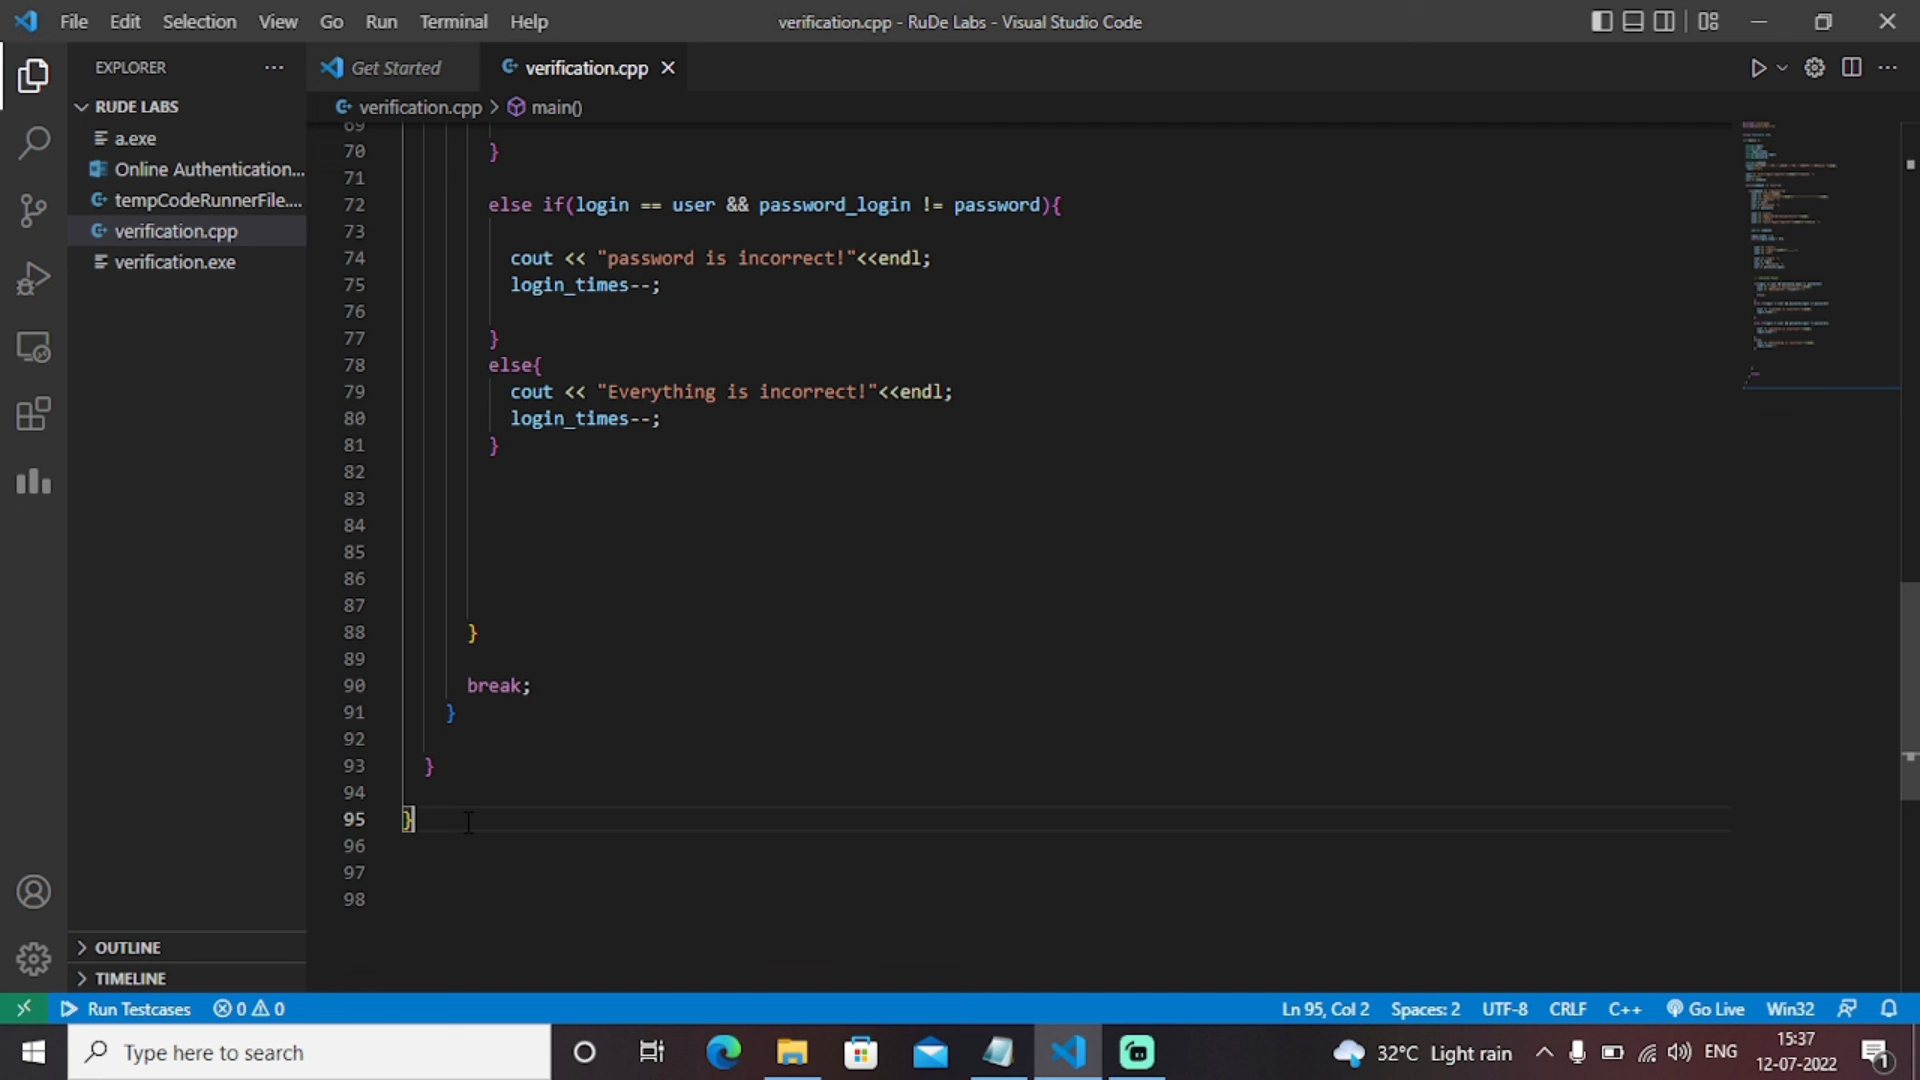 File Edit Selection View Go Run Terminal Help
verification.cpp - RuDe Labs - Visual Studio Code
EXPLORER
RUDE LABS
a.exe
Online Authentication...
tempCodeRunnerFile....
verification.cpp
verification.exe
OUTLINE
TIMELINE
Get Started
verification.cpp
verification.cpp > main()
69
70 }
71
72 else if(login == user && password_login != password){
73
74 cout << "password is incorrect!"<<endl;
75 login_times--;
76
77 }
78 else{
79 cout << "Everything is incorrect!"<<endl;
80 login_times--;
81 }
82
83
84
85
86
87
88 }
89
90 break;
91 }
92
93 }
94
95 }
96
97
98
Run Testcases 0 0
Ln 95, Col 2 Spaces: 2 UTF-8 CRLF C++ Go Live Win32
Type here to search
32°C Light rain
ENG
15:37
12-07-2022
1